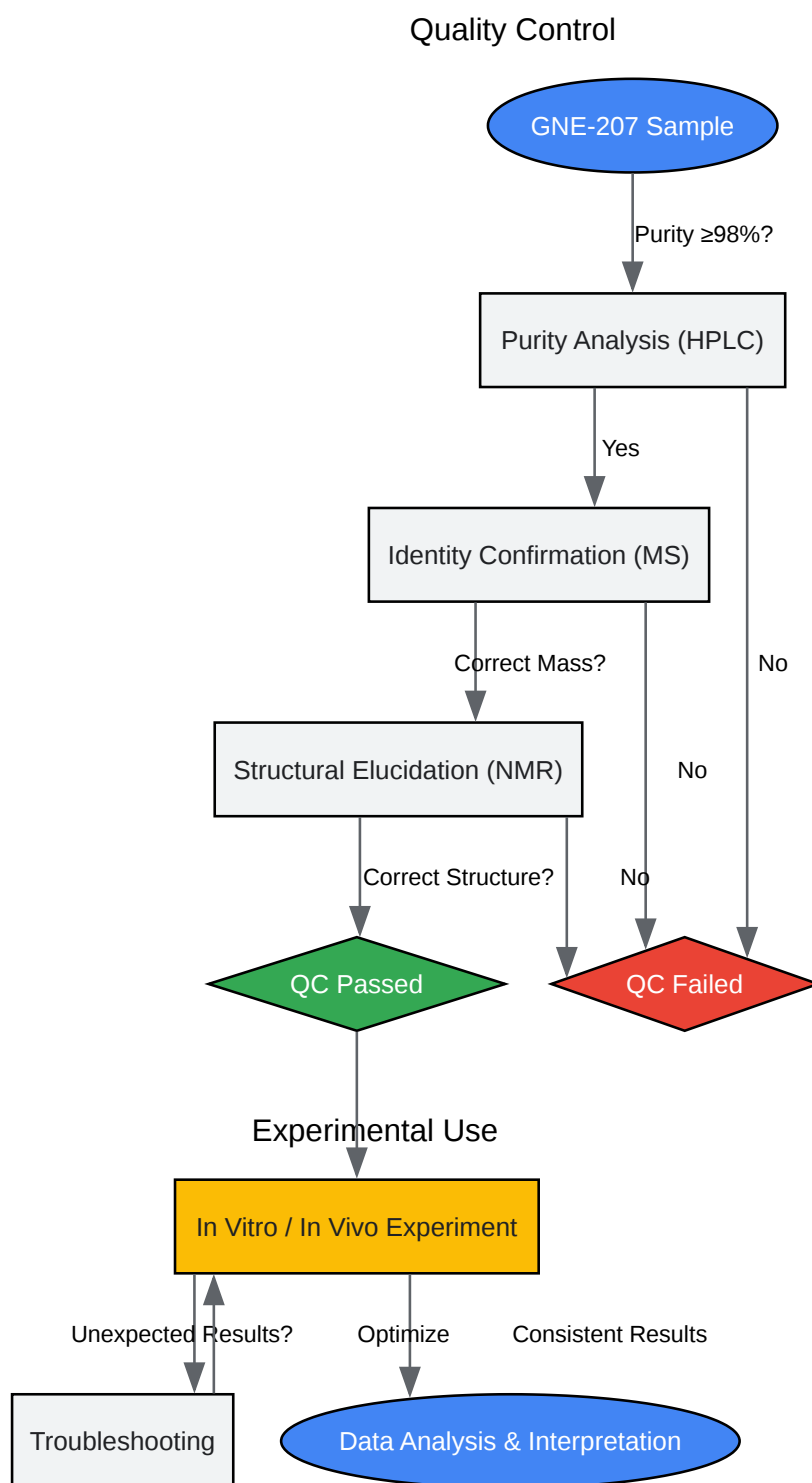 Quality Control
GNE-207 Sample
Purity ≥98%?
Purity Analysis (HPLC)
Yes
Identity Confirmation (MS)
Correct Mass?
No
Structural Elucidation (NMR)
No
Correct Structure?
No
QC Passed
QC Failed
Experimental Use
In Vitro / In Vivo Experiment
Unexpected Results?
Optimize
Consistent Results
Troubleshooting
Data Analysis & Interpretation